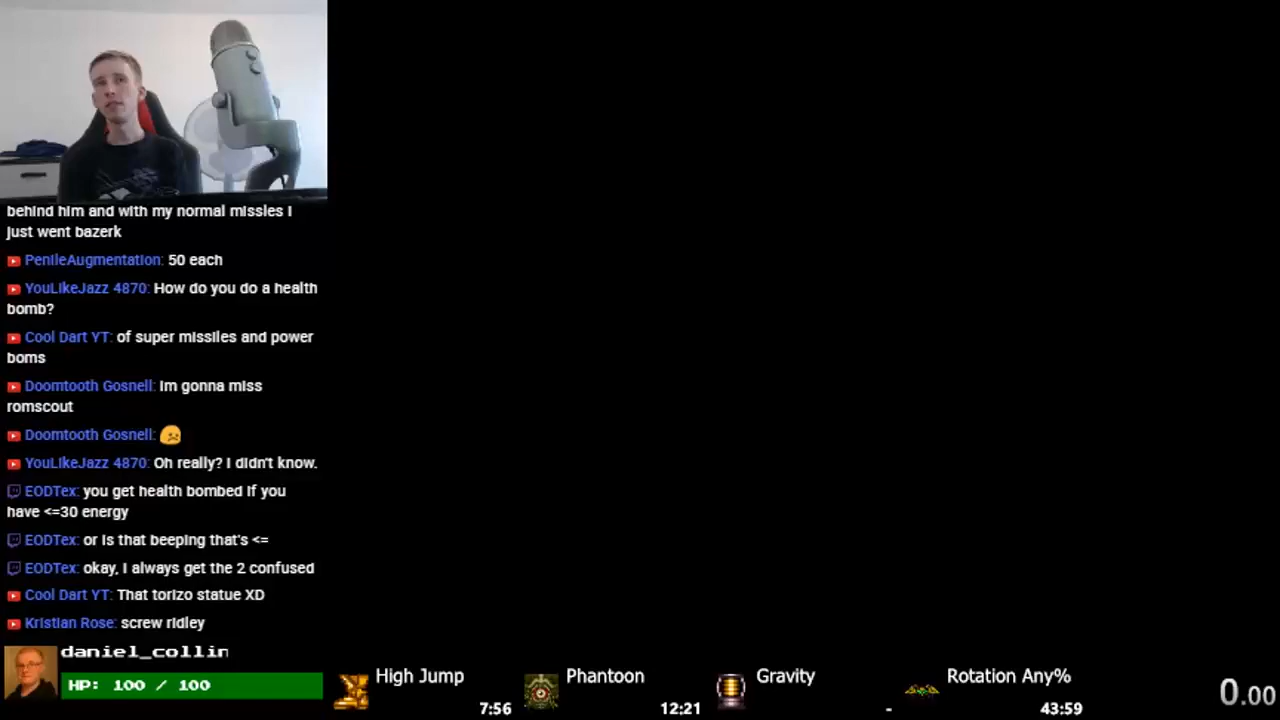 behind him and with my normal missles I
just went bazerk
PenileAugmentation: 50 each
YouLikeJazz 4870: How do you do a health
bomb?
Cool Dart YT: of super missiles and power
boms
Doomtooth Gosnell: Im gonna miss
romscout
Doomtooth Gosnell:
YouLikeJazz 4870: Oh really? I didn't know.
EODTex: you get health bombed if you
have <=30 energy
EODTex: or is that beeping that's <=
EODTex: okay, I always get the 2 confused
Cool Dart YT: That torizo statue XD
Kristian Rose: screw ridley
daniel_collin
HP: 100 / 100
High Jump
7:56
Phantoon
12:21
Gravity
-
Rotation Any%
43:59
0.00